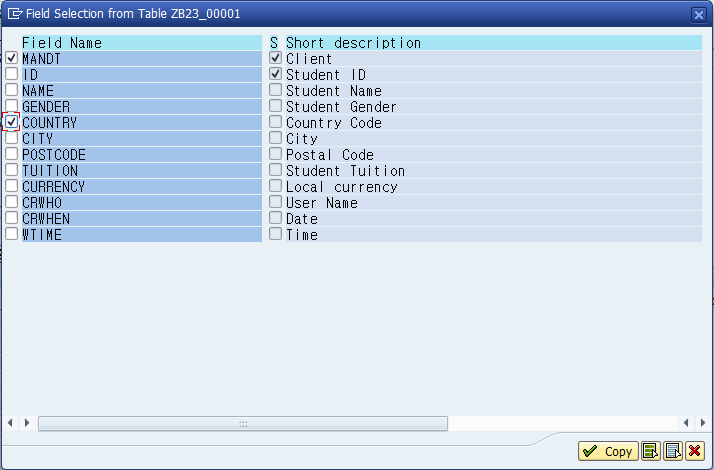 Field Selection from Table ZB23_00001
Field Name S Short description
MANDT Client
ID Student ID
NAME Student Name
GENDER Student Gender
COUNTRY Country Code
CITY City
POSTCODE Postal Code
TUITION Student Tuition
CURRENCY Local currency
CRWHO User Name
CRWHEN Date
WTIME Time
Copy